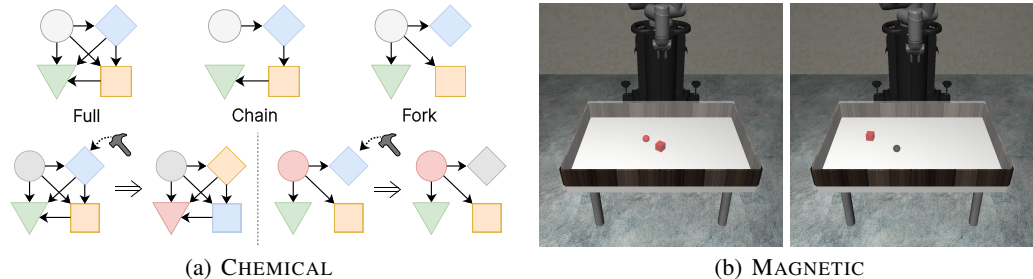 Full
Chain
Fork
(a) CHEMICAL
(b) MAGNETIC